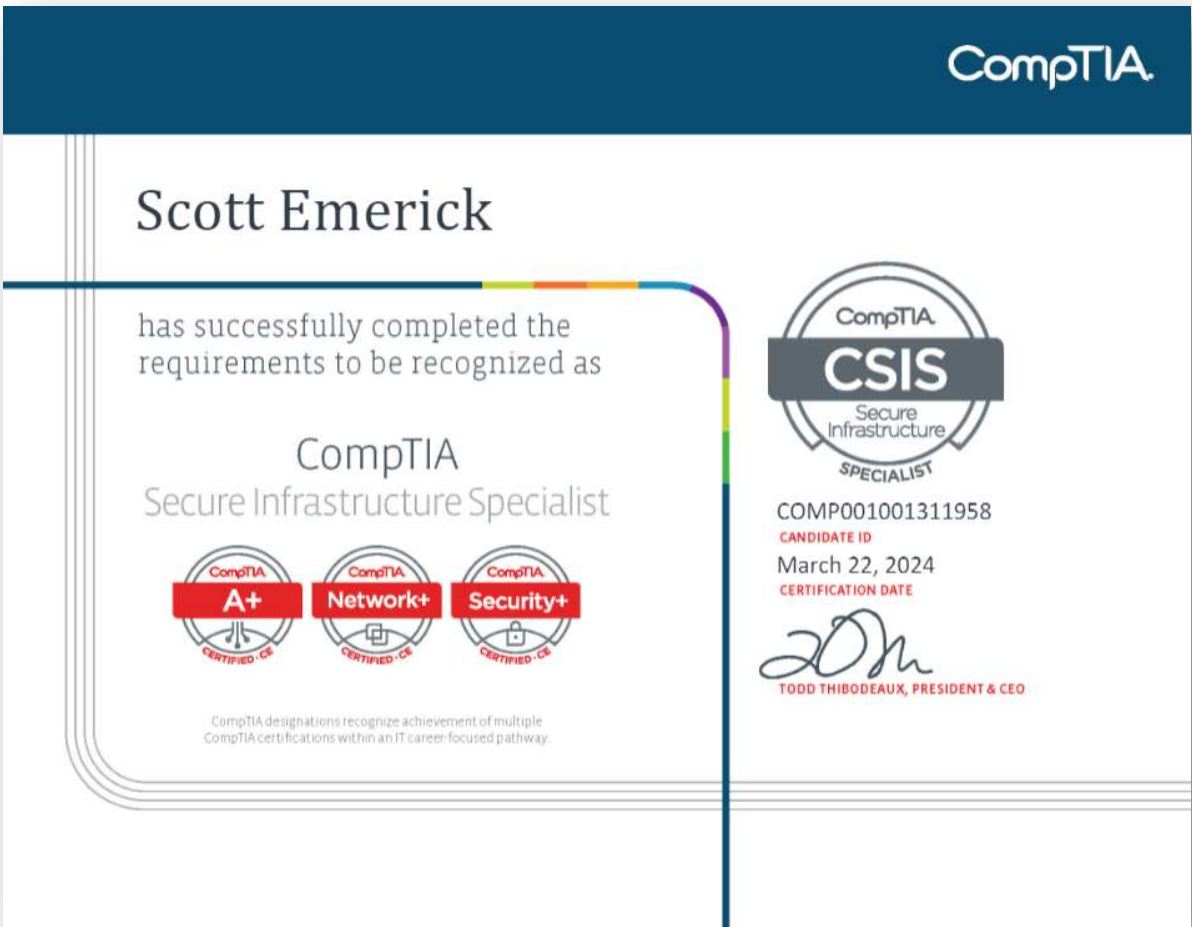 CompTIA.
Scott Emerick
has successfully completed the
requirements to be recognized as
CompTIA
Secure Infrastructure Specialist
CompTIA
A+
CERTIFIED • CE
CompTIA
Network+
CERTIFIED • CE
CompTIA
Security+
CERTIFIED • CE
CompTIA designations recognize achievement of multiple
CompTIA certifications within an IT career-focused pathway.
CompTIA
CSIS
Secure
Infrastructure
SPECIALIST
COMP001001311958
CANDIDATE ID
March 22, 2024
CERTIFICATION DATE
TODD THIBODEAUX, PRESIDENT & CEO